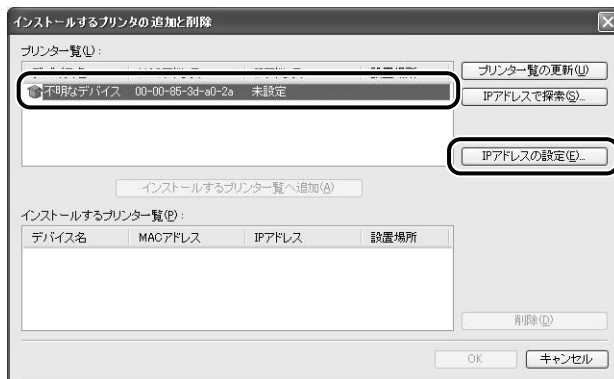 インストールするプリンタの追加と削除
プリンター覧(L):
プリンター覧の更新(U)
不明なデバイス 00-00-85-3d-a0-2a 未設定
IPアドレスで探索(S)...
IPアドレスの設定(E)...
インストールするプリンター覧へ追加(A)
インストールするプリンター覧(P):
デバイス名 MACアドレス IPアドレス 設置場所
削除(D)
OK キャンセル